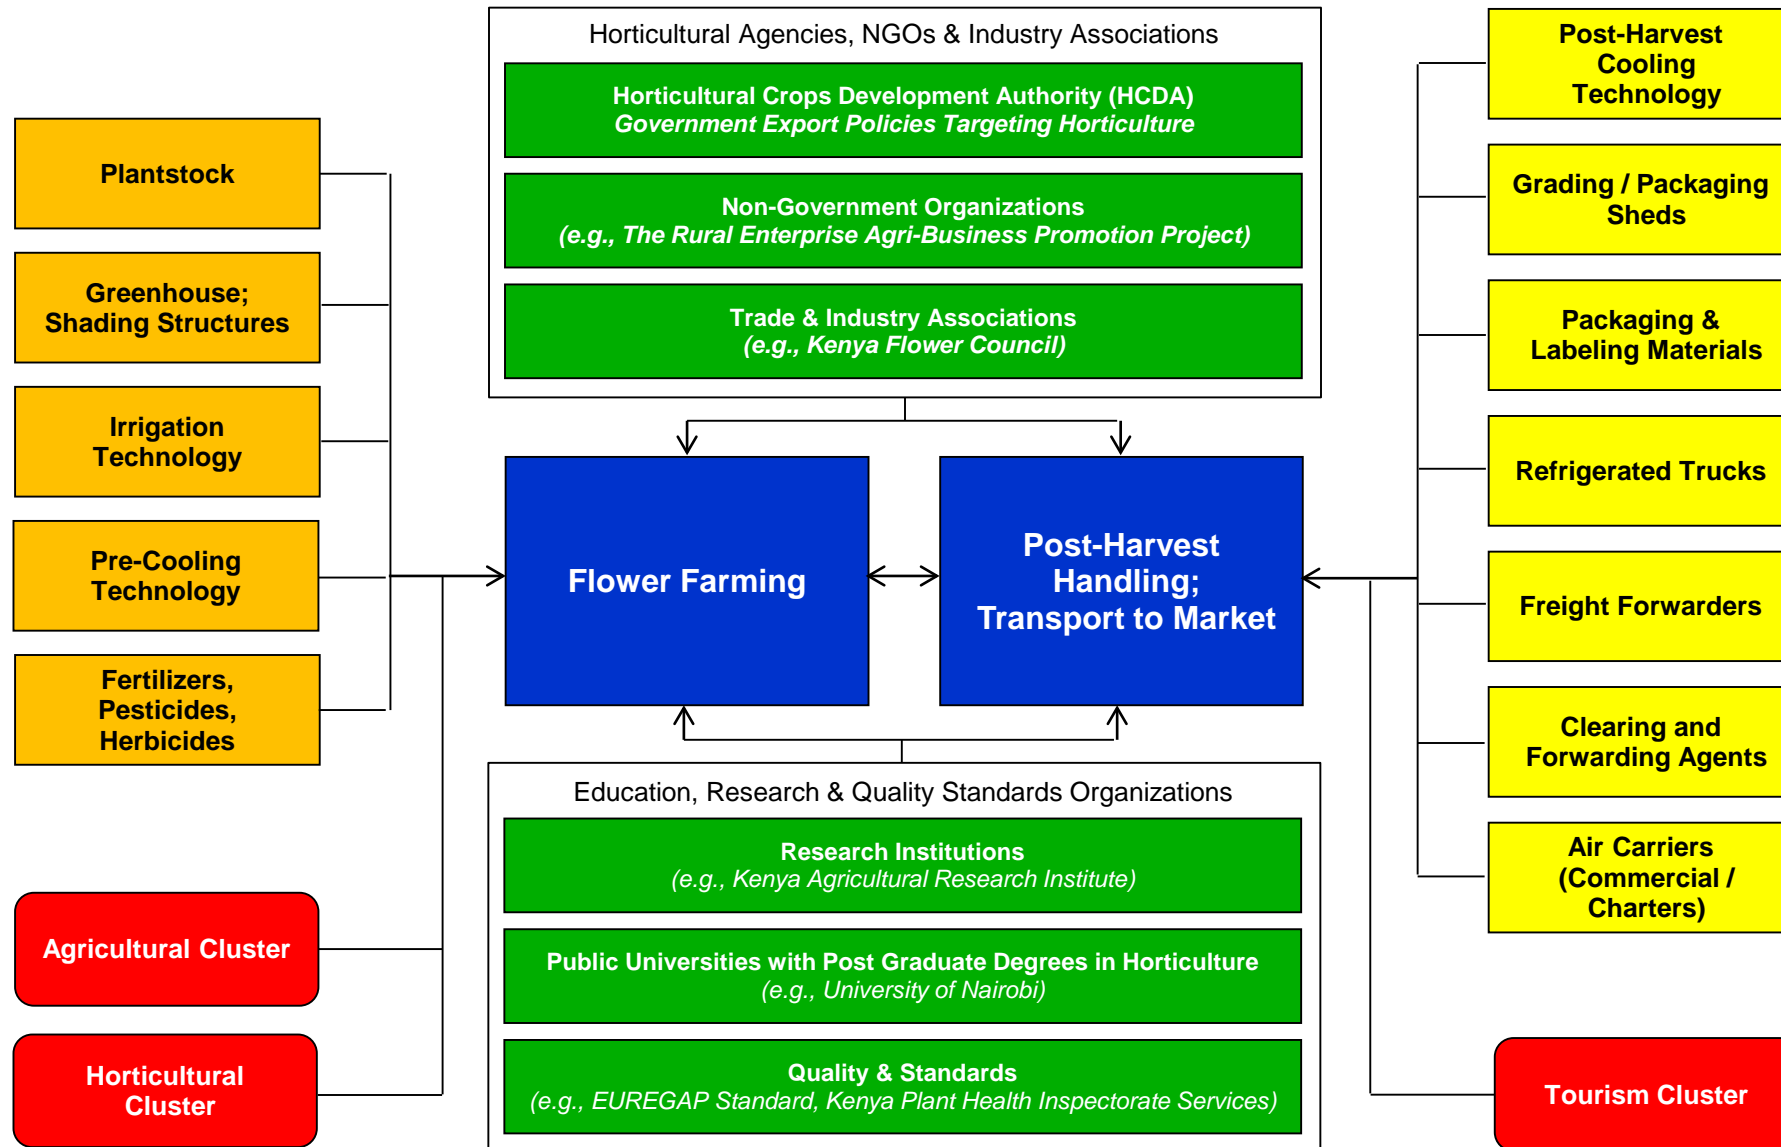 Horticultural Agencies, NGOs & Industry Associations
Horticultural Crops Development Authority (HCDA)
Government Export Policies Targeting Horticulture
Non-Government Organizations
(e.g., The Rural Enterprise Agri-Business Promotion Project)
Trade & Industry Associations
(e.g., Kenya Flower Council)
Plantstock
Greenhouse;
Shading Structures
Irrigation
Technology
Pre-Cooling
Technology
Fertilizers,
Pesticides,
Herbicides
Agricultural Cluster
Horticultural
Cluster
Flower Farming
Post-Harvest
Handling;
Transport to Market
Education, Research & Quality Standards Organizations
Research Institutions
(e.g., Kenya Agricultural Research Institute)
Public Universities with Post Graduate Degrees in Horticulture
(e.g., University of Nairobi)
Quality & Standards
(e.g., EUREGAP Standard, Kenya Plant Health Inspectorate Services)
Post-Harvest
Cooling
Technology
Grading / Packaging
Sheds
Packaging &
Labeling Materials
Refrigerated Trucks
Freight Forwarders
Clearing and
Forwarding Agents
Air Carriers
(Commercial /
Charters)
Tourism Cluster